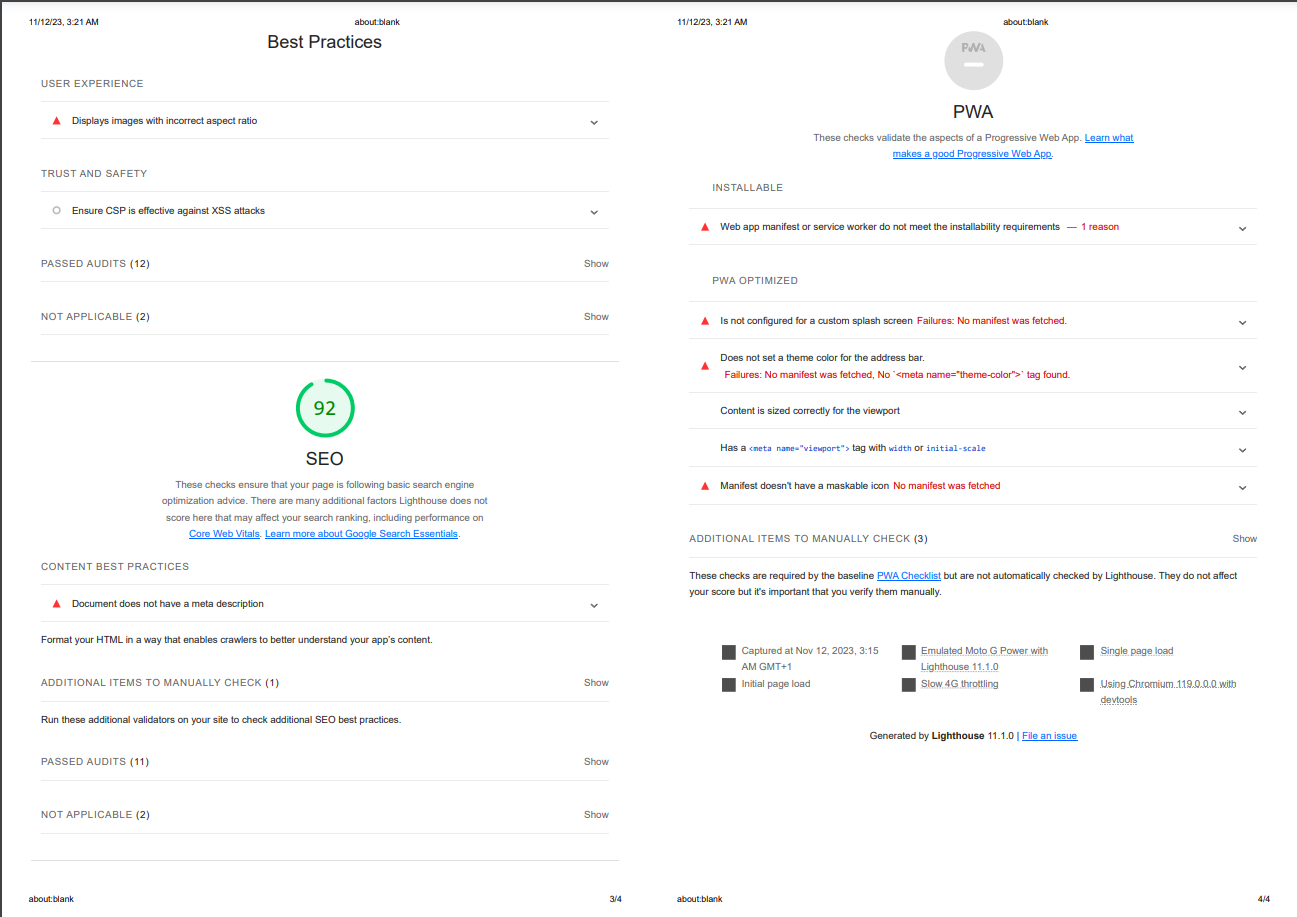 11/12/23, 3:21 AM about:blank
Best Practices
USER EXPERIENCE
Displays images with incorrect aspect ratio
TRUST AND SAFETY
Ensure CSP is effective against XSS attacks
PASSED AUDITS (12) Show
NOT APPLICABLE (2) Show
92
SEO
These checks ensure that your page is following basic search engine
optimization advice. There are many additional factors Lighthouse does not
score here that may affect your search ranking, including performance on
Core Web Vitals. Learn more about Google Search Essentials.
CONTENT BEST PRACTICES
Document does not have a meta description
Format your HTML in a way that enables crawlers to better understand your app's content.
ADDITIONAL ITEMS TO MANUALLY CHECK (1) Show
Run these additional validators on your site to check additional SEO best practices.
PASSED AUDITS (11) Show
NOT APPLICABLE (2) Show
about:blank 3/4
11/12/23, 3:21 AM about:blank
PWA
PWA
These checks validate the aspects of a Progressive Web App. Learn what
makes a good Progressive Web App.
INSTALLABLE
Web app manifest or service worker do not meet the installability requirements — 1 reason
PWA OPTIMIZED
Is not configured for a custom splash screen Failures: No manifest was fetched.
Does not set a theme color for the address bar.
Failures: No manifest was fetched, No `<meta name="theme-color">` tag found.
Content is sized correctly for the viewport
Has a <meta name="viewport"> tag with width or initial-scale
Manifest doesn't have a maskable icon No manifest was fetched
ADDITIONAL ITEMS TO MANUALLY CHECK (3) Show
These checks are required by the baseline PWA Checklist but are not automatically checked by Lighthouse. They do not affect
your score but it's important that you verify them manually.
Captured at Nov 12, 2023, 3:15
AM GMT+1
Emulated Moto G Power with
Lighthouse 11.1.0
Single page load
Initial page load
Slow 4G throttling
Using Chromium 119.0.0.0 with
devtools
Generated by Lighthouse 11.1.0 | File an issue
about:blank 4/4